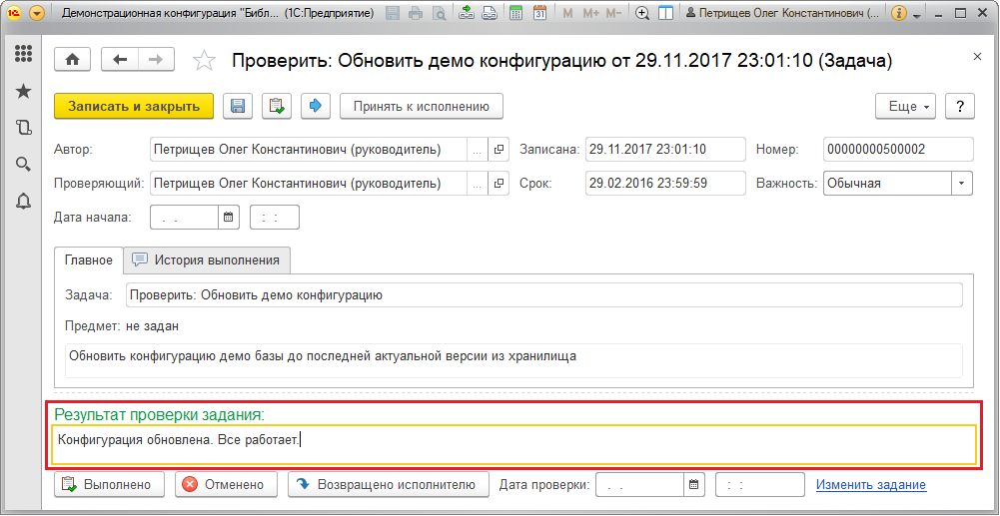 Демонстрационная конфигурация "Библ... (1С:Предприятие) M M+ M- 31 Петрищев Олег Константинович (...
Проверить: Обновить демо конфигурацию от 29.11.2017 23:01:10 (Задача)
Записать и закрыть Принять к исполнению Еще ?
Автор: Петрищев Олег Константинович (руководитель) ... Записана: 29.11.2017 23:01:10 Номер: 00000000500002
Проверяющий: Петрищев Олег Константинович (руководитель) ... Срок: 29.02.2016 23:59:59 Важность: Обычная
Дата начала: . . : :
Главное История выполнения
Задача: Проверить: Обновить демо конфигурацию
Предмет: не задан
Обновить конфигурацию демо базы до последней актуальной версии из хранилища
Результат проверки задания:
Конфигурация обновлена. Все работает.
Выполнено Отменено Возвращено исполнителю Дата проверки: . . : : Изменить задание